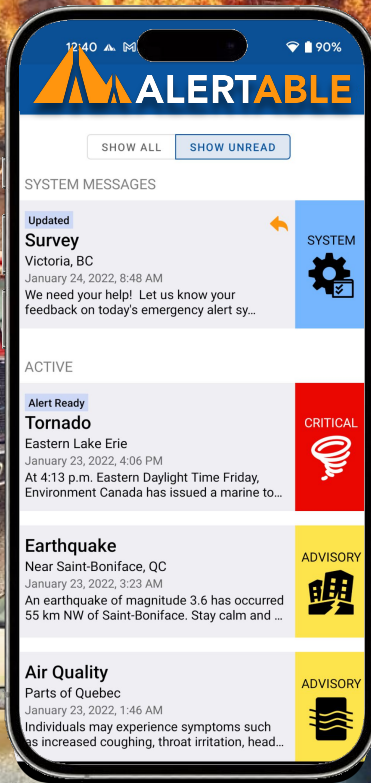 12:40 90%
ALERTABLE
SHOW ALL SHOW UNREAD
SYSTEM MESSAGES
Updated
Survey
Victoria, BC
January 24, 2022, 8:48 AM
We need your help! Let us know your
feedback on today's emergency alert sy...
SYSTEM
ACTIVE
Alert Ready
Tornado
Eastern Lake Erie
January 23, 2022, 4:06 PM
At 4:13 p.m. Eastern Daylight Time Friday,
Environment Canada has issued a marine to...
CRITICAL
Earthquake
Near Saint-Boniface, QC
January 23, 2022, 3:23 AM
An earthquake of magnitude 3.6 has occurred
55 km NW of Saint-Boniface. Stay calm and ...
ADVISORY
Air Quality
Parts of Quebec
January 23, 2022, 1:46 AM
Individuals may experience symptoms such
as increased coughing, throat irritation, head...
ADVISORY